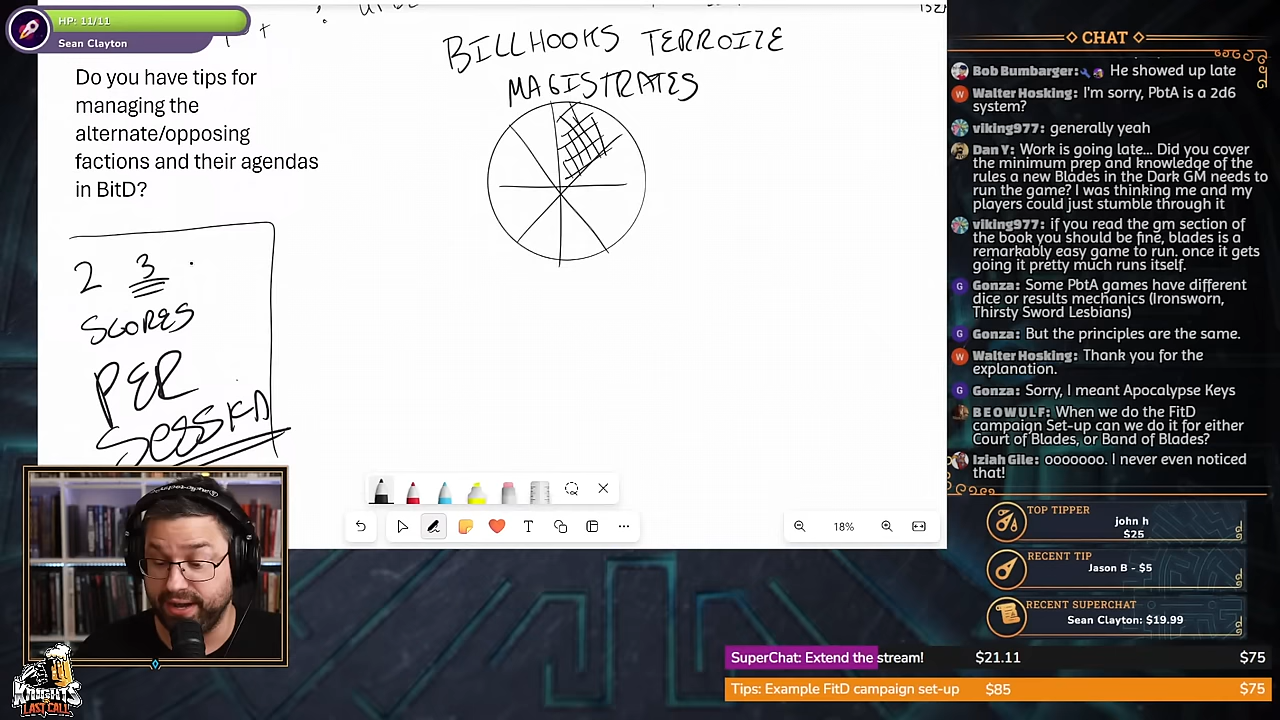 HP: 11/11
Sean Clayton
BILLHOOKS TERROIZE
MAGISTRATES
Do you have tips for
managing the
alternate/opposing
factions and their agendas
in BitD?
2 3
SCORES
PER
18%
CHAT
Bob Bumbarger: He showed up late
Walter Hosking: I'm sorry, PbtA is a 2d6
system?
viking977: generally yeah
Dan Y: Work is going late... Did you cover
the minimum prep and knowledge of the
rules a new Blades in the Dark GM needs to
run the game? I was thinking me and my
players could just stumble through it
viking977: if you read the gm section of
the book you should be fine, blades is a
remarkably easy game to run. once it gets
going it pretty much runs itself.
Gonza: Some PbtA games have different
dice or results mechanics (Ironsworn,
Thirsty Sword Lesbians)
Gonza: But the principles are the same.
Walter Hosking: Thank you for the
explanation.
Gonza: Sorry, I meant Apocalypse Keys
B E O W U L F: When we do the FitD
campaign Set-up can we do it for either
Court of Blades, or Band of Blades?
Iziah Gile: ooooooo. I never even noticed
that!
TOP TIPPER
john h
$25
RECENT TIP
Jason B - $5
RECENT SUPERCHAT
Sean Clayton: $19.99
SuperChat: Extend the stream! $21.11 $75
Tips: Example FitD campaign set-up $85 $75
KNIGHTS
LAST CALL